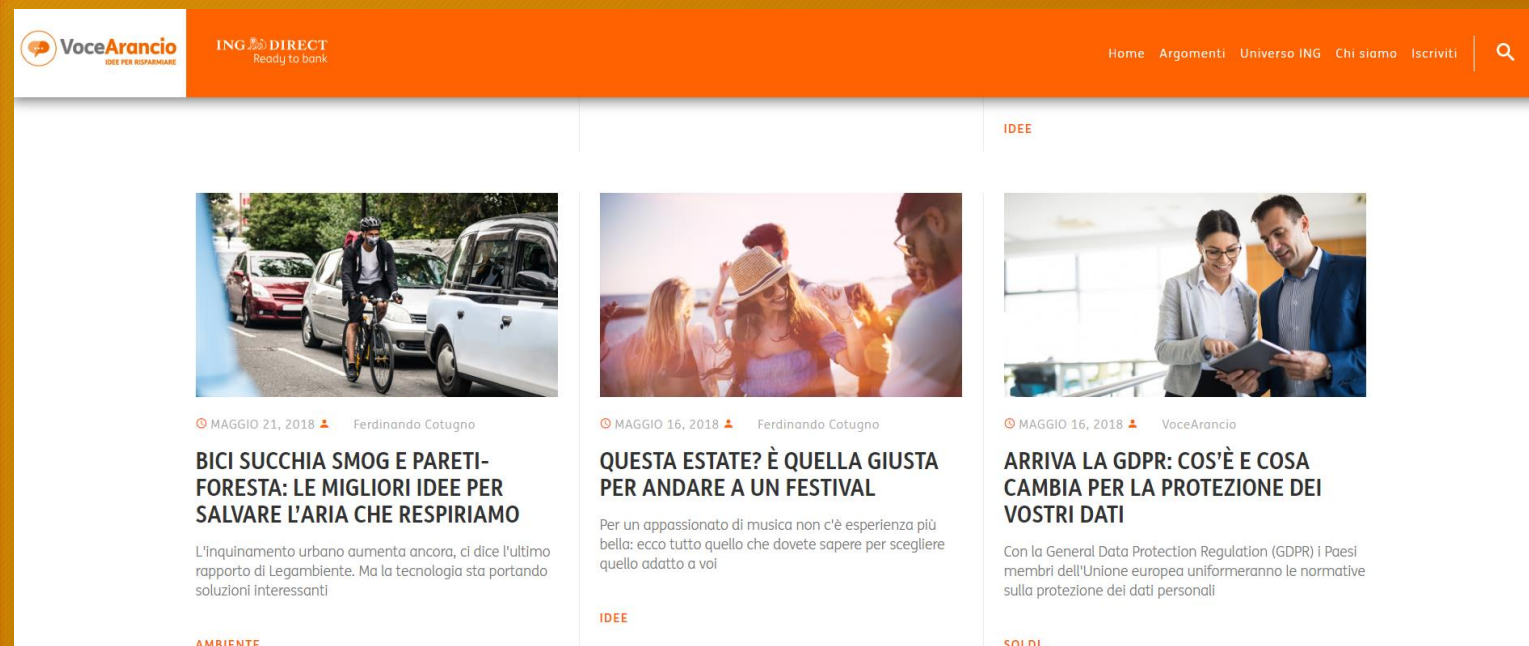 VoceArancio
IDEE PER RISPARMIARE
ING DIRECT
Ready to bank
Home Argomenti Universo ING Chi siamo Iscriviti
IDEE
MAGGIO 21, 2018 Ferdinando Cotugno
BICI SUCCHIA SMOG E PARETI-
FORESTA: LE MIGLIORI IDEE PER
SALVARE L'ARIA CHE RESPIRIAMO
L'inquinamento urbano aumenta ancora, ci dice l'ultimo
rapporto di Legambiente. Ma la tecnologia sta portando
soluzioni interessanti
AMBIENTE
MAGGIO 16, 2018 Ferdinando Cotugno
QUESTA ESTATE? È QUELLA GIUSTA
PER ANDARE A UN FESTIVAL
Per un appassionato di musica non c'è esperienza più
bella: ecco tutto quello che dovete sapere per scegliere
quello adatto a voi
IDEE
MAGGIO 16, 2018 VoceArancio
ARRIVA LA GDPR: COS'È E COSA
CAMBIA PER LA PROTEZIONE DEI
VOSTRI DATI
Con la General Data Protection Regulation (GDPR) i Paesi
membri dell'Unione europea uniformeranno le normative
sulla protezione dei dati personali
SOLDI